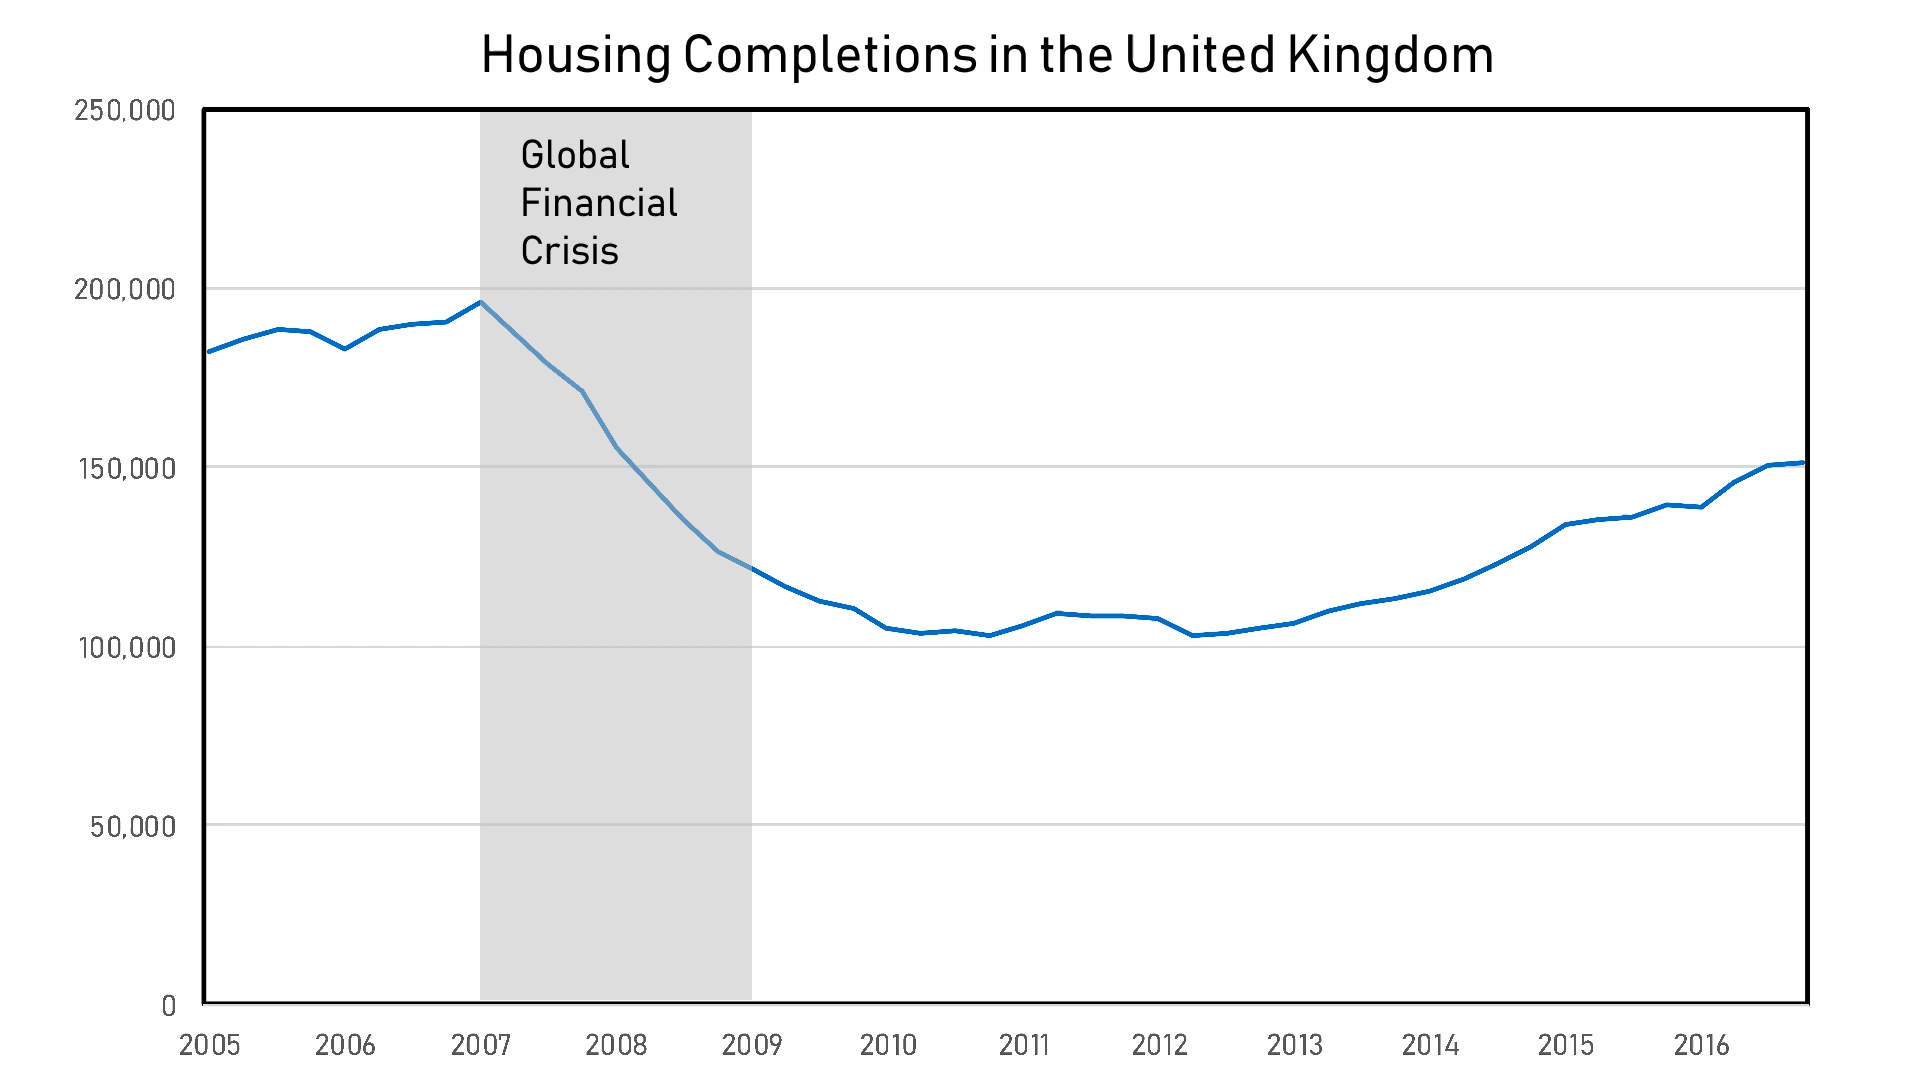 Housing Completions in the United Kingdom
250,000
Global
Financial
Crisis
200,000
150,000
100,000
50,000
0
2005 2006 2007 2008 2009 2010 2011 2012 2013 2014 2015 2016